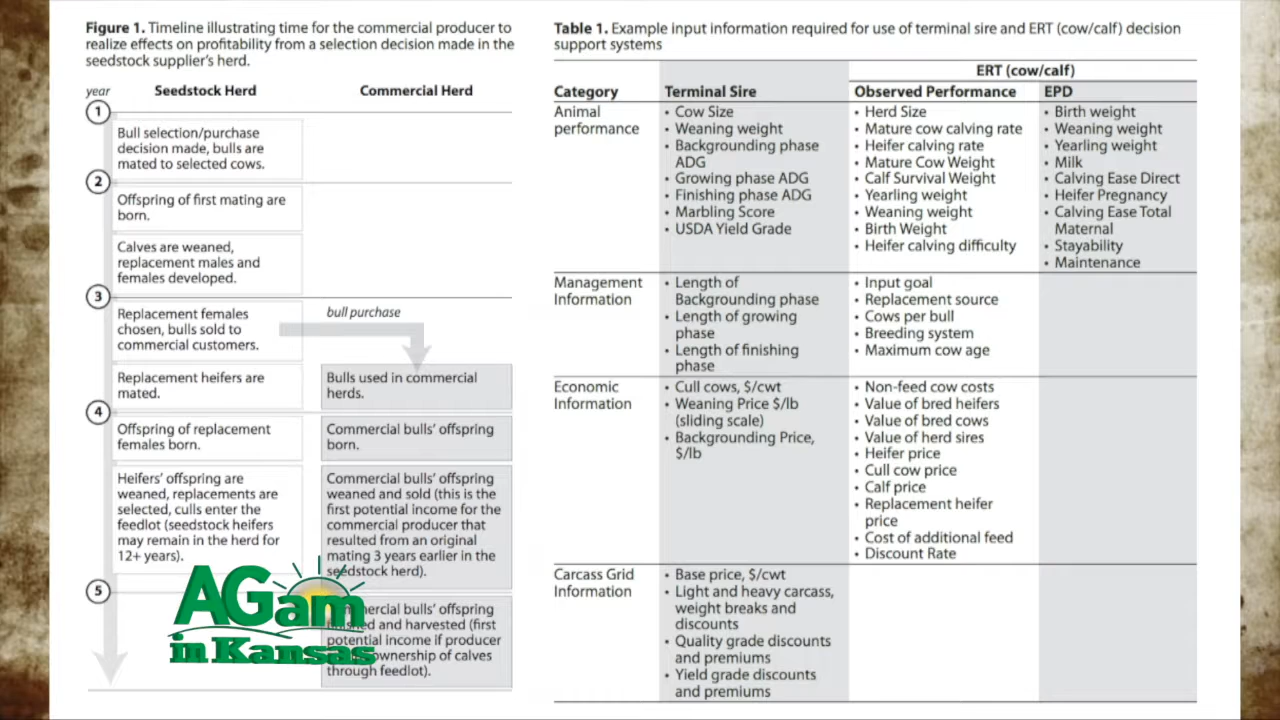 Figure 1. Timeline illustrating time for the commercial producer to
realize effects on profitability from a selection decision made in the
seedstock supplier's herd.
year
Seedstock Herd
Commercial Herd
1
Bull selection/purchase
decision made, bulls are
mated to selected cows.
2
Offspring of first mating are
born.
Calves are weaned,
replacement males and
females developed.
3
Replacement females
chosen, bulls sold to
commercial customers.
bull purchase
Replacement heifers are
mated.
Bulls used in commercial
herds.
4
Offspring of replacement
females born.
Commercial bulls' offspring
born.
Heifers' offspring are
weaned, replacements are
selected, culls enter the
feedlot (seedstock heifers
may remain in the herd for
12+ years).
Commercial bulls' offspring
weaned and sold (this is the
first potential income for the
commercial producer that
resulted from an original
mating 3 years earlier in the
seedstock herd).
5
bulls' offspring
and harvested (first
potential income if producer
ownership of calves
through feedlot).
AGam
in Kansas
Table 1. Example input information required for use of terminal sire and ERT (cow/calf) decision
support systems
ERT (cow/calf)
Category
Terminal Sire
Observed Performance
EPD
Animal
performance
• Cow Size
• Weaning weight
• Backgrounding phase
ADG
• Growing phase ADG
• Finishing phase ADG
• Marbling Score
• USDA Yield Grade
• Herd Size
• Mature cow calving rate
• Heifer calving rate
• Mature Cow Weight
• Calf Survival Weight
• Yearling weight
• Weaning weight
• Birth Weight
• Heifer calving difficulty
• Birth weight
• Weaning weight
• Yearling weight
• Milk
• Calving Ease Direct
• Heifer Pregnancy
• Calving Ease Total
Maternal
• Stayability
• Maintenance
Management
Information
• Length of
Backgrounding phase
• Length of growing
phase
• Length of finishing
phase
• Input goal
• Replacement source
• Cows per bull
• Breeding system
• Maximum cow age
Economic
Information
• Cull cows, $/cwt
• Weaning Price $/lb
(sliding scale)
• Backgrounding Price,
$/lb
• Non-feed cow costs
• Value of bred heifers
• Value of bred cows
• Value of herd sires
• Heifer price
• Cull cow price
• Calf price
• Replacement heifer
price
• Cost of additional feed
• Discount Rate
Carcass Grid
Information
• Base price, $/cwt
• Light and heavy carcass,
weight breaks and
discounts
• Quality grade discounts
and premiums
• Yield grade discounts
and premiums